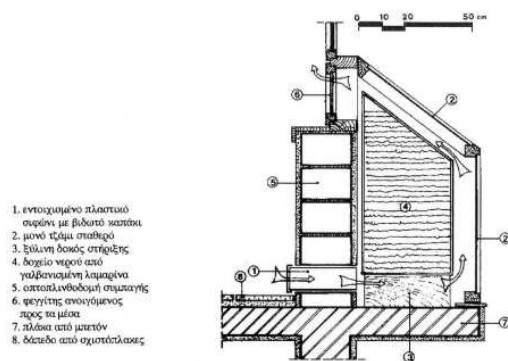 0 10 20 50 cm
2
6
5
4
1
2
8
7
3
1. εντοιχισμένο πλαστικό
σιφώνι με βιδωτό καπάκι
2. μονό τζάμι σταθερό
3. ξύλινη δοκός στήριξης
4. δοχείο νερού από
γαλβανισμένη λαμαρίνα
5. οπτοπλινθοδομή συμπαγής
6. φεγγίτης ανοιγόμενος
προς τα μέσα
7. πλάκα από μπετόν
8. δάπεδο από σχιστόπλακες